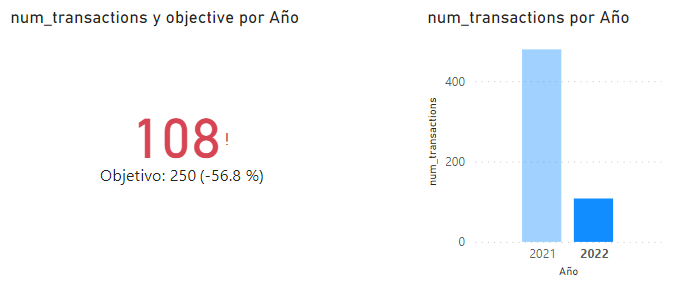 num_transactions y objective por Año
108!
Objetivo: 250 (-56.8 %)
num_transactions por Año
num_transactions
400
200
0
2021
2022
Año